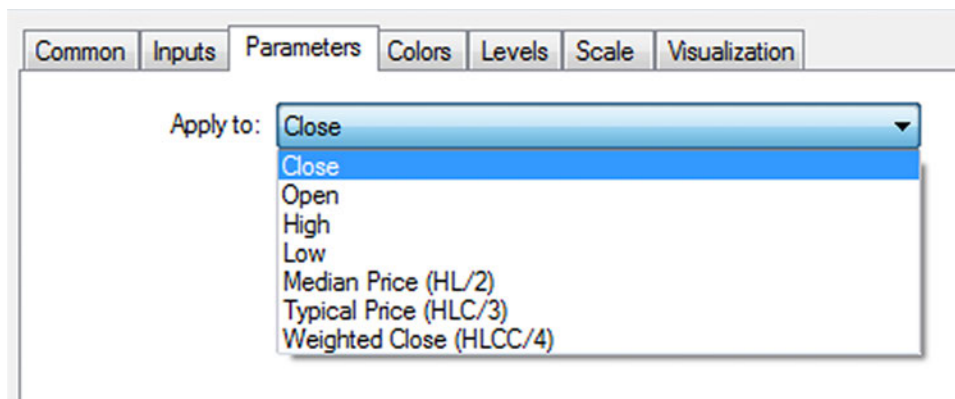 Common Inputs Parameters Colors Levels Scale Visualization
Apply to: Close
Close
Open
High
Low
Median Price (HL/2)
Typical Price (HLC/3)
Weighted Close (HLCC/4)